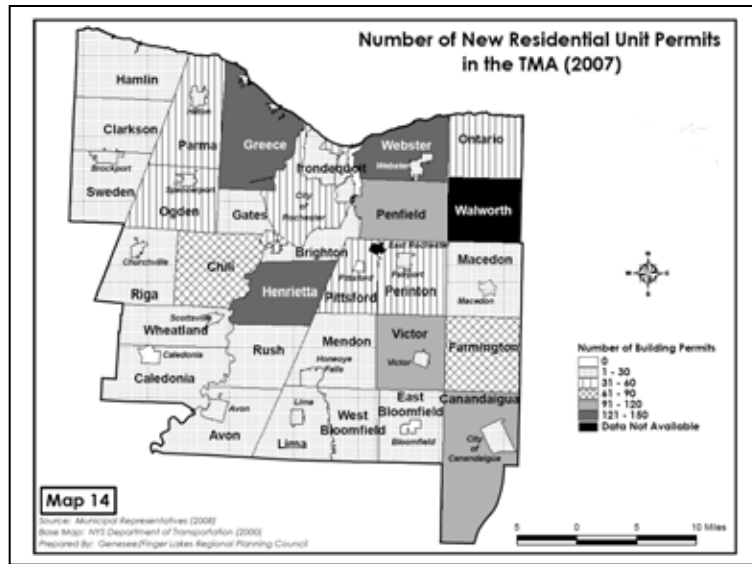 Number of New Residential Unit Permits
in the TMA (2007)
Hamlin
Clarkson
Hilton
Parma
Greece
Irondequoit
Webster
Webster
Ontario
Brockport
Sweden
Spencerport
Ogden
Gates
City
of
Rochester
Penfield
Walworth
Churchville
Riga
Chili
Brighton
East Rochester
Pittsford
Pittsford
Fairport
Perinton
Macedon
Macedon
Henrietta
Scottsville
Wheatland
Rush
Mendon
Honeoye
Falls
Victor
Victor
Farmington
Caledonia
Caledonia
Avon
Avon
Lima
Lima
West
Bloomfield
East
Bloomfield
Bloomfield
Canandaigua
City
of
Canandaigua
Number of Building Permits
0
1 - 30
31 - 60
61 - 90
91 - 120
121 - 150
Data Not Available
Map 14
Source: Municipal Representatives (2008)
Base Map: NYS Department of Transportation (2000)
Prepared By: Genesee/Finger Lakes Regional Planning Council
5 0 5 10 Miles